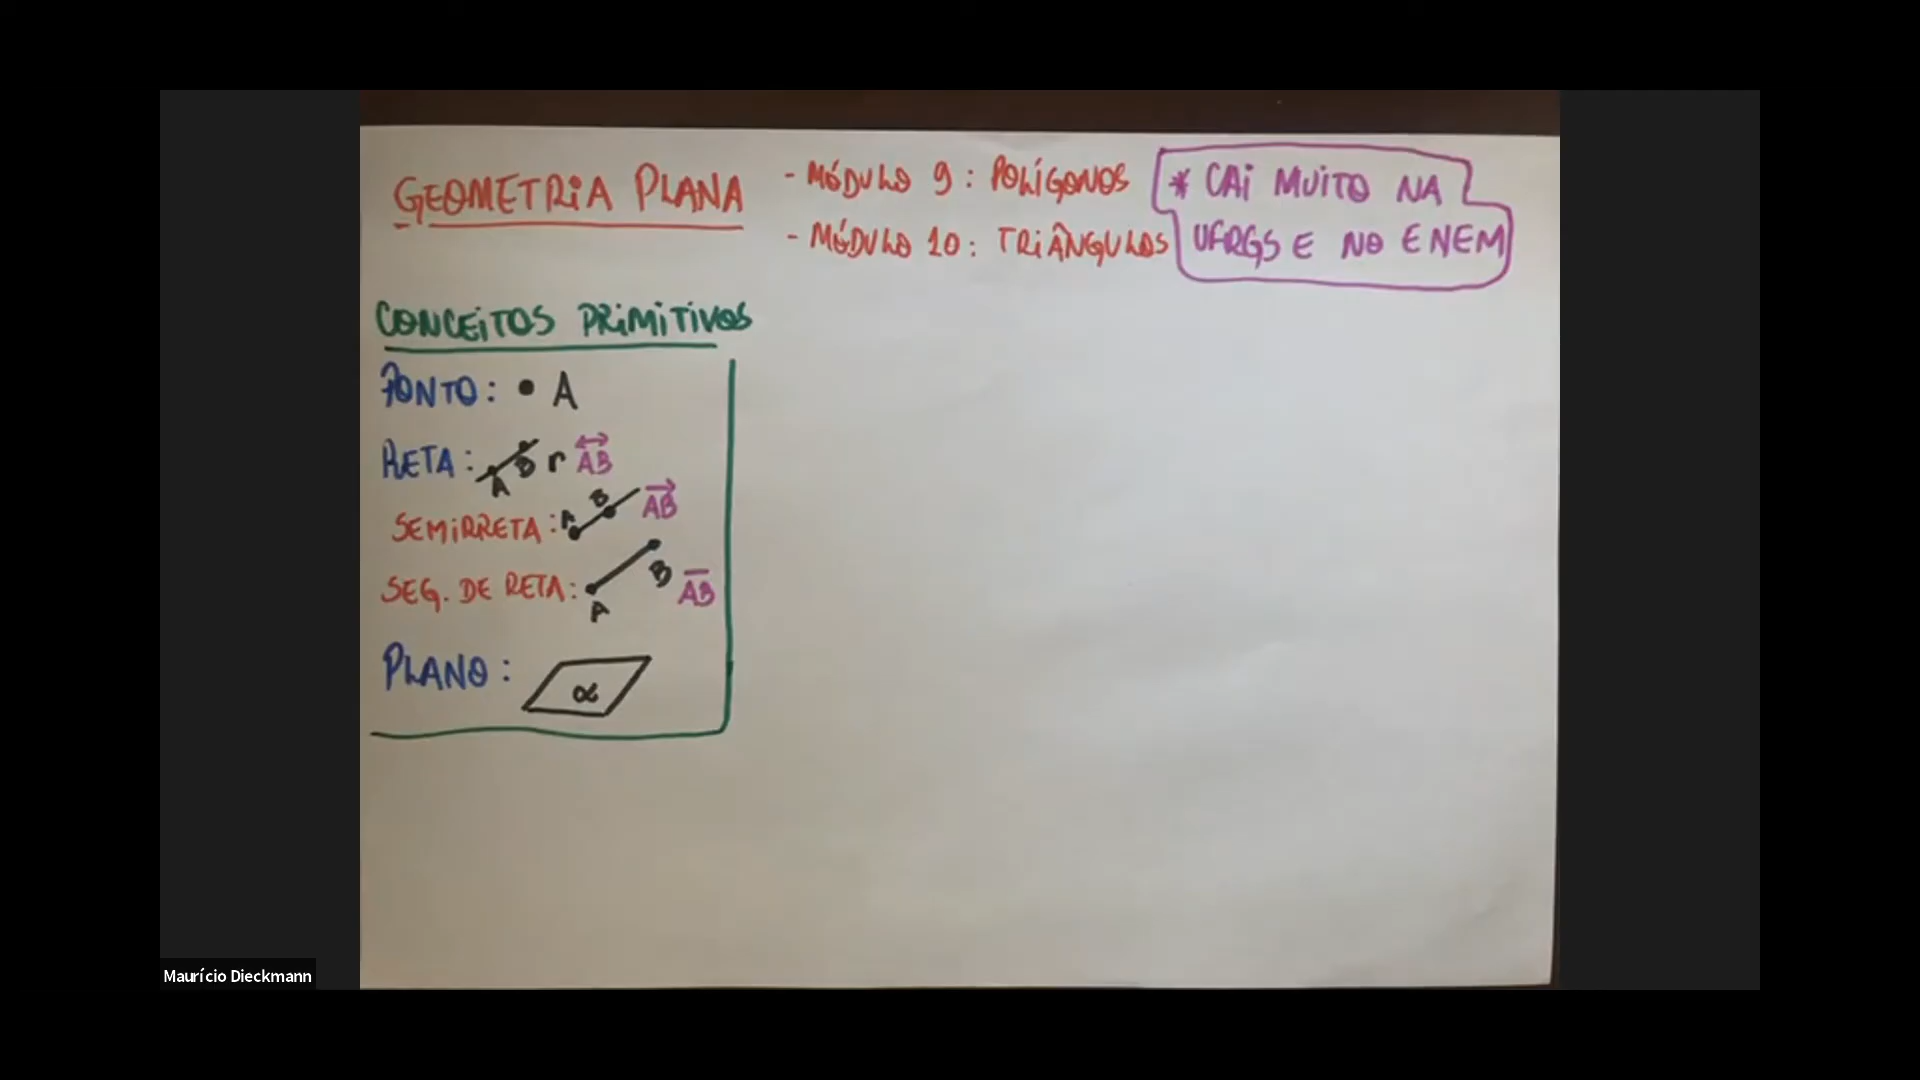 GEOMETRIA PLANA
- MÓDULO 9: POLÍGONOS
- MÓDULO 10: TRIÂNGULOS
* CAI MUITO NA
UFRGS E NO ENEM
CONCEITOS PRIMITIVOS
PONTO: • A
RETA: A B r AB
SEMIRRETA: A B AB
SEG. DE RETA: A B AB
PLANO: α
Maurício Dieckmann